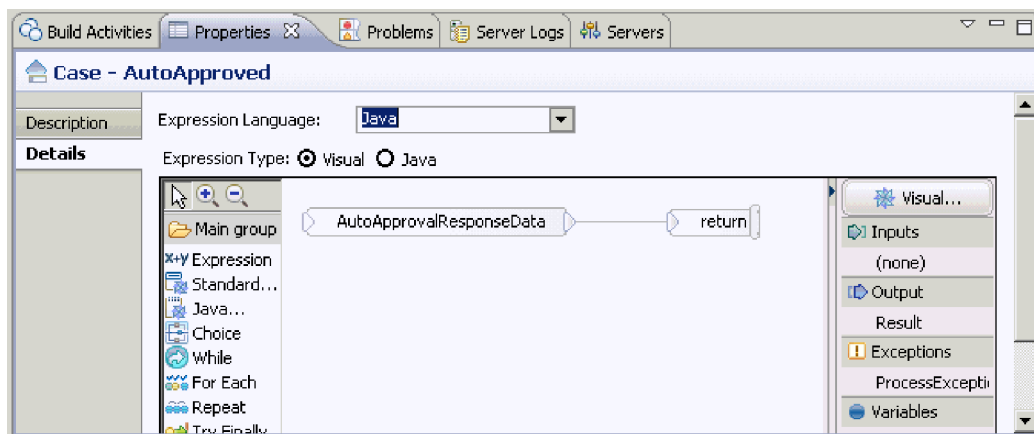 Build Activities Properties Problems Server Logs Servers
Case - AutoApproved
Description
Details
Expression Language: Java
Expression Type: Visual Java
Main group
X+Y Expression
Standard...
Java...
Choice
While
For Each
Repeat
Try Finally
AutoApprovalResponseData return
Visual...
Inputs
(none)
Output
Result
Exceptions
ProcessExcepti
Variables